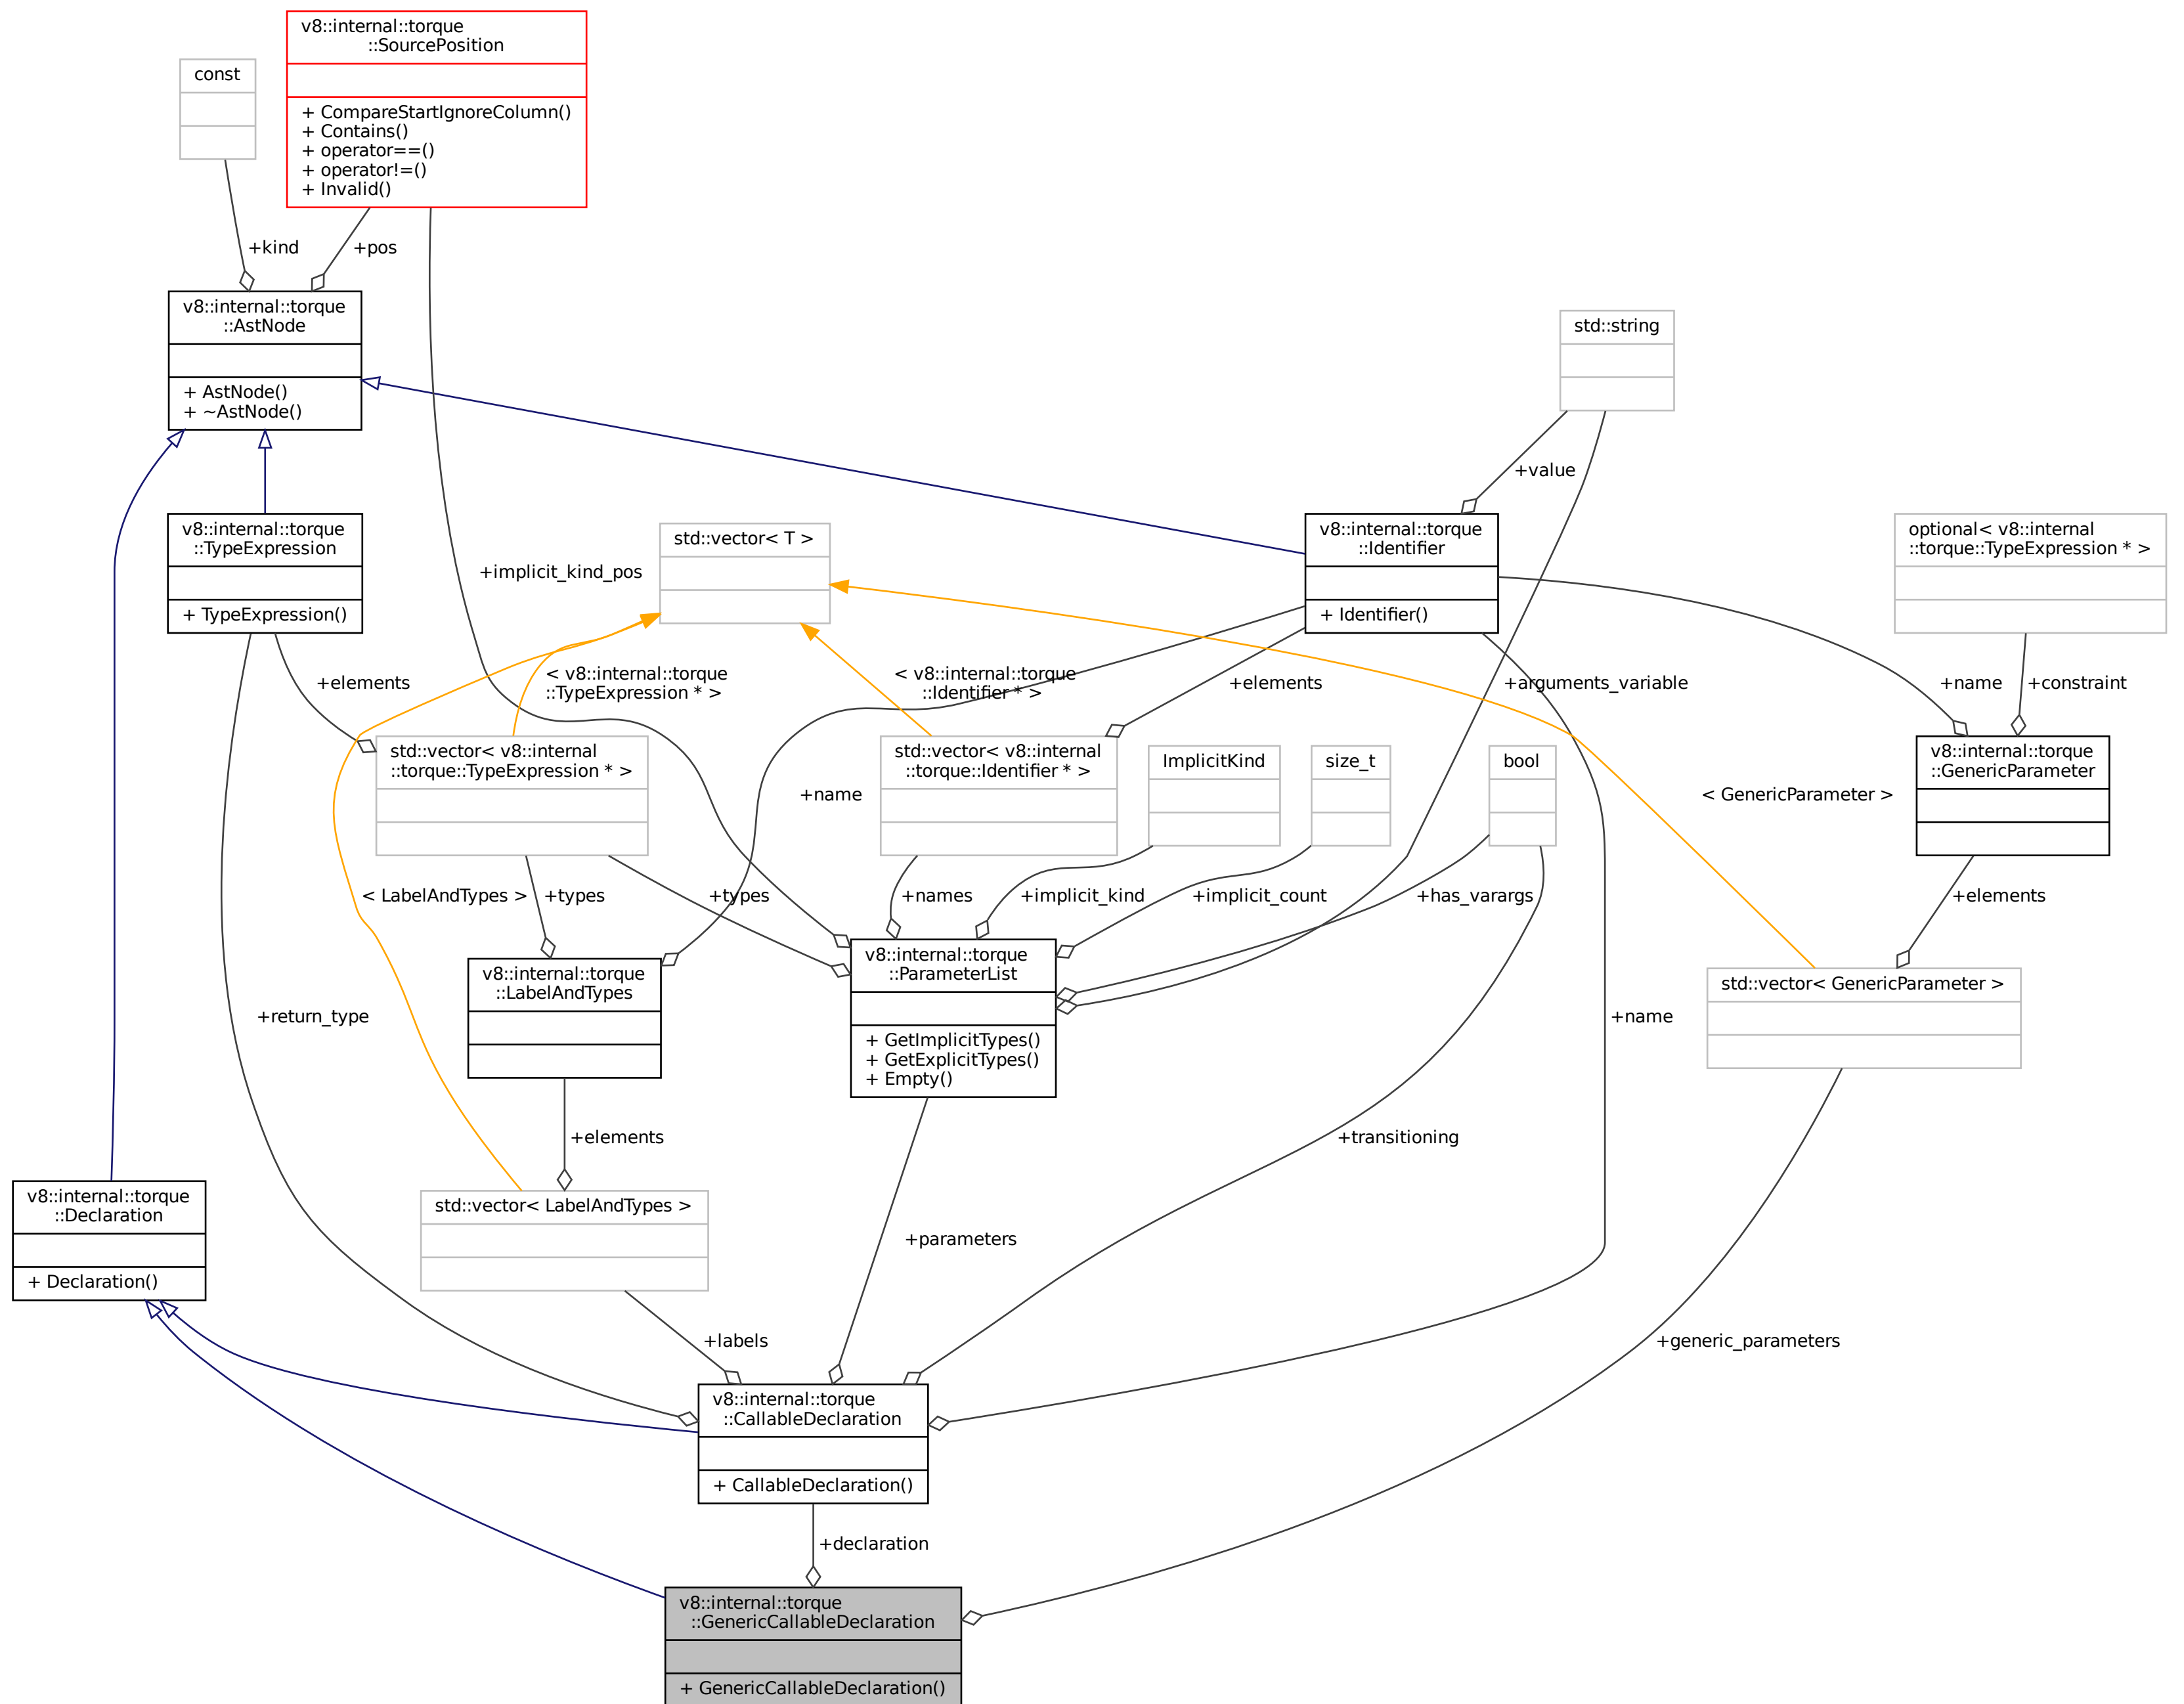 v8::internal::torque
::SourcePosition
+ CompareStartIgnoreColumn()
+ Contains()
+ operator==()
+ operator!=()
+ Invalid()
const
+kind
+pos
v8::internal::torque
::AstNode
+ AstNode()
+ ~AstNode()
std::string
+value
v8::internal::torque
::TypeExpression
+ TypeExpression()
+implicit_kind_pos
std::vector< T >
v8::internal::torque
::Identifier
+ Identifier()
optional< v8::internal
::torque::TypeExpression * >
+elements
< v8::internal::torque
::TypeExpression * >
< v8::internal::torque
::Identifier * >
+elements
+arguments_variable
+name
+constraint
std::vector< v8::internal
::torque::TypeExpression * >
+name
std::vector< v8::internal
::torque::Identifier * >
ImplicitKind
size_t
bool
< GenericParameter >
v8::internal::torque
::GenericParameter
< LabelAndTypes >
+types
+types
+names
+implicit_kind
+implicit_count
+has_varargs
+elements
v8::internal::torque
::LabelAndTypes
v8::internal::torque
::ParameterList
+ GetImplicitTypes()
+ GetExplicitTypes()
+ Empty()
std::vector< GenericParameter >
+return_type
+name
+elements
+transitioning
v8::internal::torque
::Declaration
+ Declaration()
std::vector< LabelAndTypes >
+parameters
+labels
+generic_parameters
v8::internal::torque
::CallableDeclaration
+ CallableDeclaration()
+declaration
v8::internal::torque
::GenericCallableDeclaration
+ GenericCallableDeclaration()